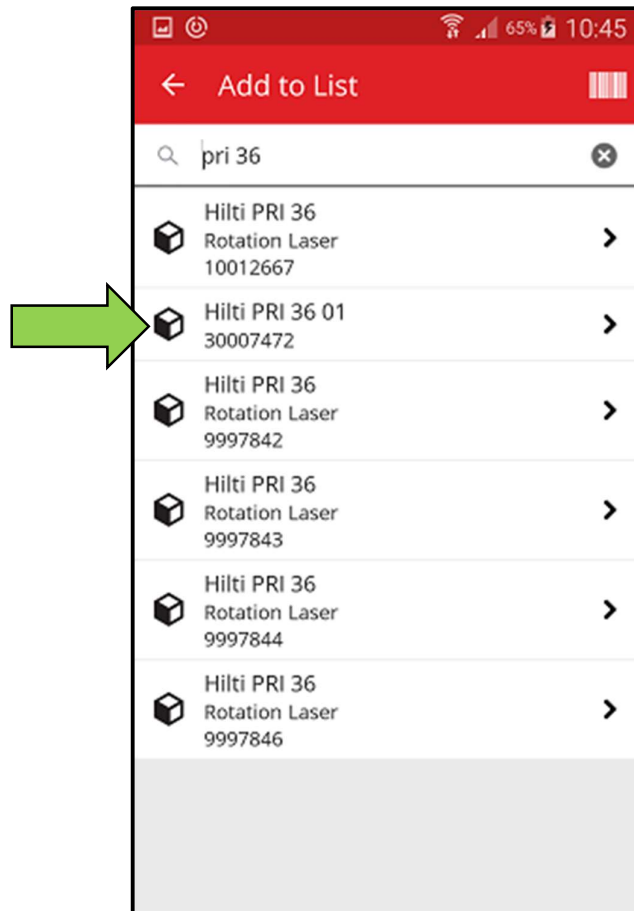 65% 10:45
Add to List
pri 36
Hilti PRI 36
Rotation Laser
10012667
Hilti PRI 36 01
30007472
Hilti PRI 36
Rotation Laser
9997842
Hilti PRI 36
Rotation Laser
9997843
Hilti PRI 36
Rotation Laser
9997844
Hilti PRI 36
Rotation Laser
9997846